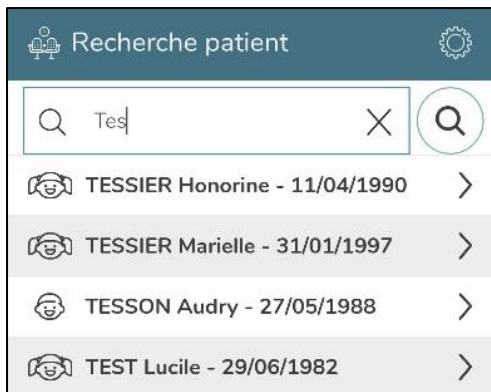 Recherche patient
Tes
TESSIER Honorine - 11/04/1990
TESSIER Marielle - 31/01/1997
TESSON Audry - 27/05/1988
TEST Lucile - 29/06/1982